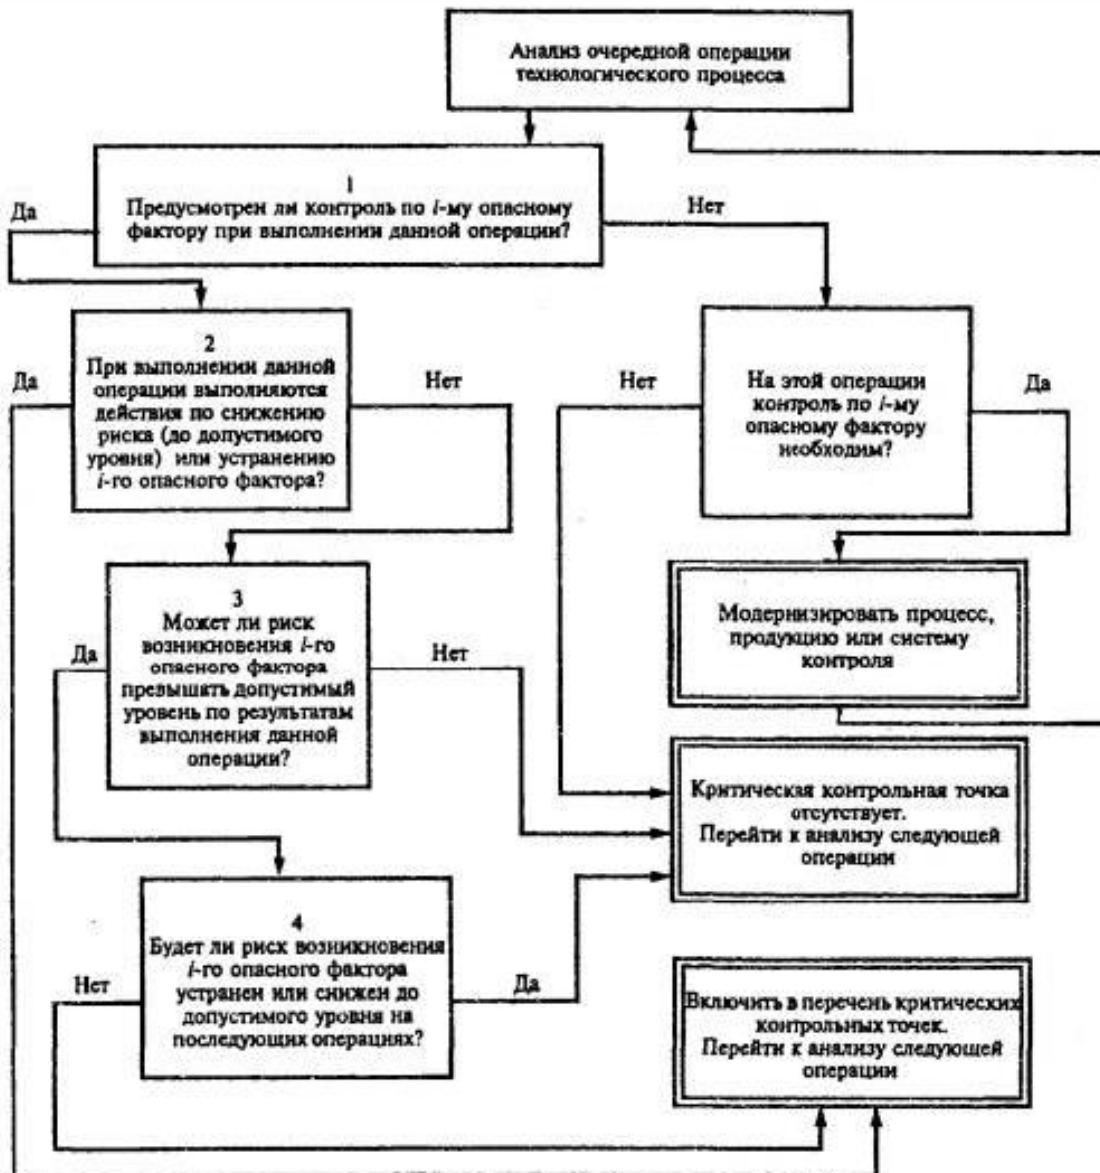 Анализ очередной операции
технологического процесса
1
Предусмотрен ли контроль по i-му опасному
фактору при выполнении данной операции?
Да
Нет
2
При выполнении данной
операции выполняются
действия по снижению
риска (до допустимого
уровня) или устранению
i-го опасного фактора?
Да
Нет
На этой операции
контроль по i-му
опасному фактору
необходим?
Нет
Да
3
Может ли риск
возникновения i-го
опасного фактора
превышать допустимый
уровень по результатам
выполнения данной
операции?
Да
Нет
Модернизировать процесс,
продукцию или систему
контроля
Критическая контрольная точка
отсутствует.
Перейти к анализу следующей
операции
4
Будет ли риск возникновения
i-го опасного фактора
устранен или снижен до
допустимого уровня на
последующих операциях?
Нет
Да
Включить в перечень критических
контрольных точек.
Перейти к анализу следующей
операции